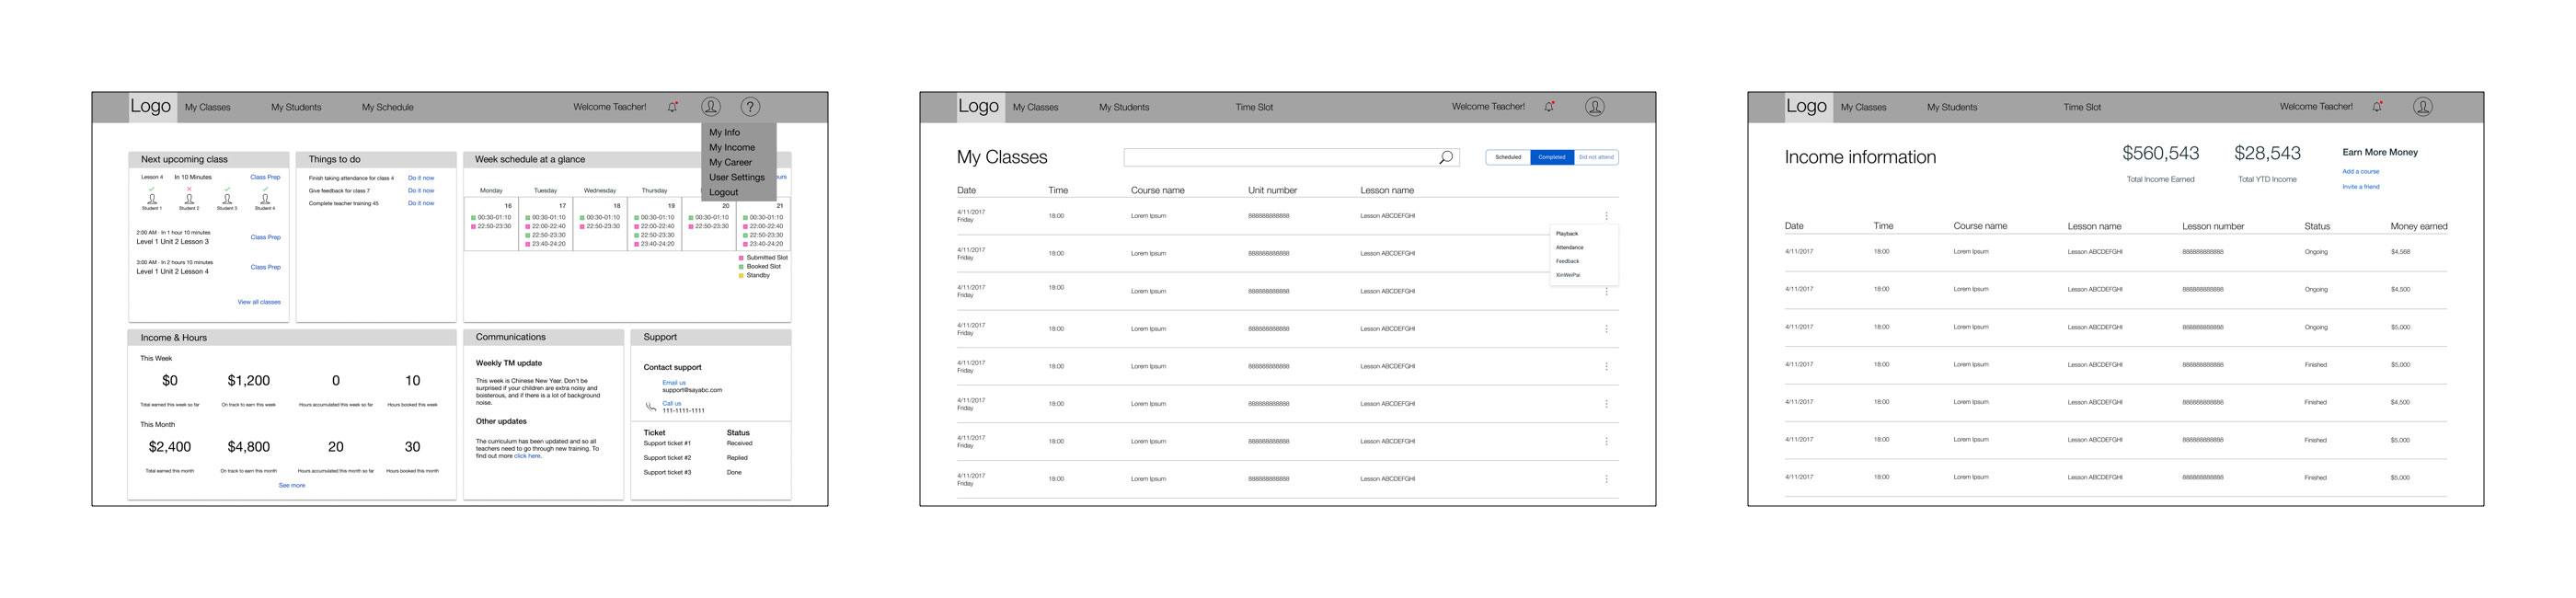 Logo My Classes My Students My Schedule Welcome Teacher! ?
My Info
My Income
My Career
User Settings
Logout
Next upcoming class
Lesson 4 In 10 Minutes Class Prep
Student 1 Student 2 Student 3 Student 4
2:00 AM - In 1 hour 10 minutes
Level 1 Unit 2 Lesson 3 Class Prep
3:00 AM - In 2 hours 10 minutes
Level 1 Unit 2 Lesson 4 Class Prep
View all classes
Things to do
Finish taking attendance for class 4 Do it now
Give feedback for class 7 Do it now
Complete teacher training 45 Do it now
Week schedule at a glance
Monday Tuesday Wednesday Thursday
16 17 18 19 20 21
00:30-01:10 00:30-01:10 00:30-01:10 00:30-01:10 00:30-01:10 00:30-01:10
22:50-23:30 22:00-22:40 22:50-23:30 22:00-22:40 22:50-23:30 22:00-22:40
22:50-23:30 22:50-23:30 22:50-23:30
23:40-24:20 23:40-24:20 23:40-24:20
Submitted Slot
Booked Slot
Standby
Income & Hours
This Week
$0 $1,200 0 10
Total earned this week so far On track to earn this week Hours accumulated this week so far Hours booked this week
This Month
$2,400 $4,800 20 30
Total earned this month On track to earn this month Hours accumulated this month so far Hours booked this month
See more
Communications
Weekly TM update
This week is Chinese New Year. Don't be
surprised if your children are extra noisy and
boisterous, and if there is a lot of background
noise.
Other updates
The curriculum has been updated and so all
teachers need to go through new training. To
find out more click here.
Support
Contact support
Email us
support@sayabc.com
Call us
111-1111-1111
Ticket Status
Support ticket #1 Received
Support ticket #2 Replied
Support ticket #3 Done
Logo My Classes My Students Time Slot Welcome Teacher!
My Classes Scheduled Completed Did not attend
Date Time Course name Unit number Lesson name
4/11/2017 18:00 Lorem Ipsum 888888888888 Lesson ABCDEFGHI
Friday
Playback
Attendance
Feedback
XinWeiPai
4/11/2017 18:00 Lorem Ipsum 888888888888 Lesson ABCDEFGHI
Friday
4/11/2017 18:00 Lorem Ipsum 888888888888 Lesson ABCDEFGHI
Friday
4/11/2017 18:00 Lorem Ipsum 888888888888 Lesson ABCDEFGHI
Friday
4/11/2017 18:00 Lorem Ipsum 888888888888 Lesson ABCDEFGHI
Friday
4/11/2017 18:00 Lorem Ipsum 888888888888 Lesson ABCDEFGHI
Friday
4/11/2017 18:00 Lorem Ipsum 888888888888 Lesson ABCDEFGHI
Friday
4/11/2017 18:00 Lorem Ipsum 888888888888 Lesson ABCDEFGHI
Friday
Logo My Classes My Students Time Slot Welcome Teacher!
Income information
$560,543 $28,543
Total Income Earned Total YTD Income
Earn More Money
Add a course
Invite a friend
Date Time Course name Lesson name Lesson number Status Money earned
4/11/2017 18:00 Lorem Ipsum Lesson ABCDEFGHI 888888888888 Ongoing $4,568
4/11/2017 18:00 Lorem Ipsum Lesson ABCDEFGHI 888888888888 Ongoing $4,500
4/11/2017 18:00 Lorem Ipsum Lesson ABCDEFGHI 888888888888 Ongoing $5,000
4/11/2017 18:00 Lorem Ipsum Lesson ABCDEFGHI 888888888888 Finished $5,000
4/11/2017 18:00 Lorem Ipsum Lesson ABCDEFGHI 888888888888 Finished $4,500
4/11/2017 18:00 Lorem Ipsum Lesson ABCDEFGHI 888888888888 Finished $5,000
4/11/2017 18:00 Lorem Ipsum Lesson ABCDEFGHI 888888888888 Finished $5,000